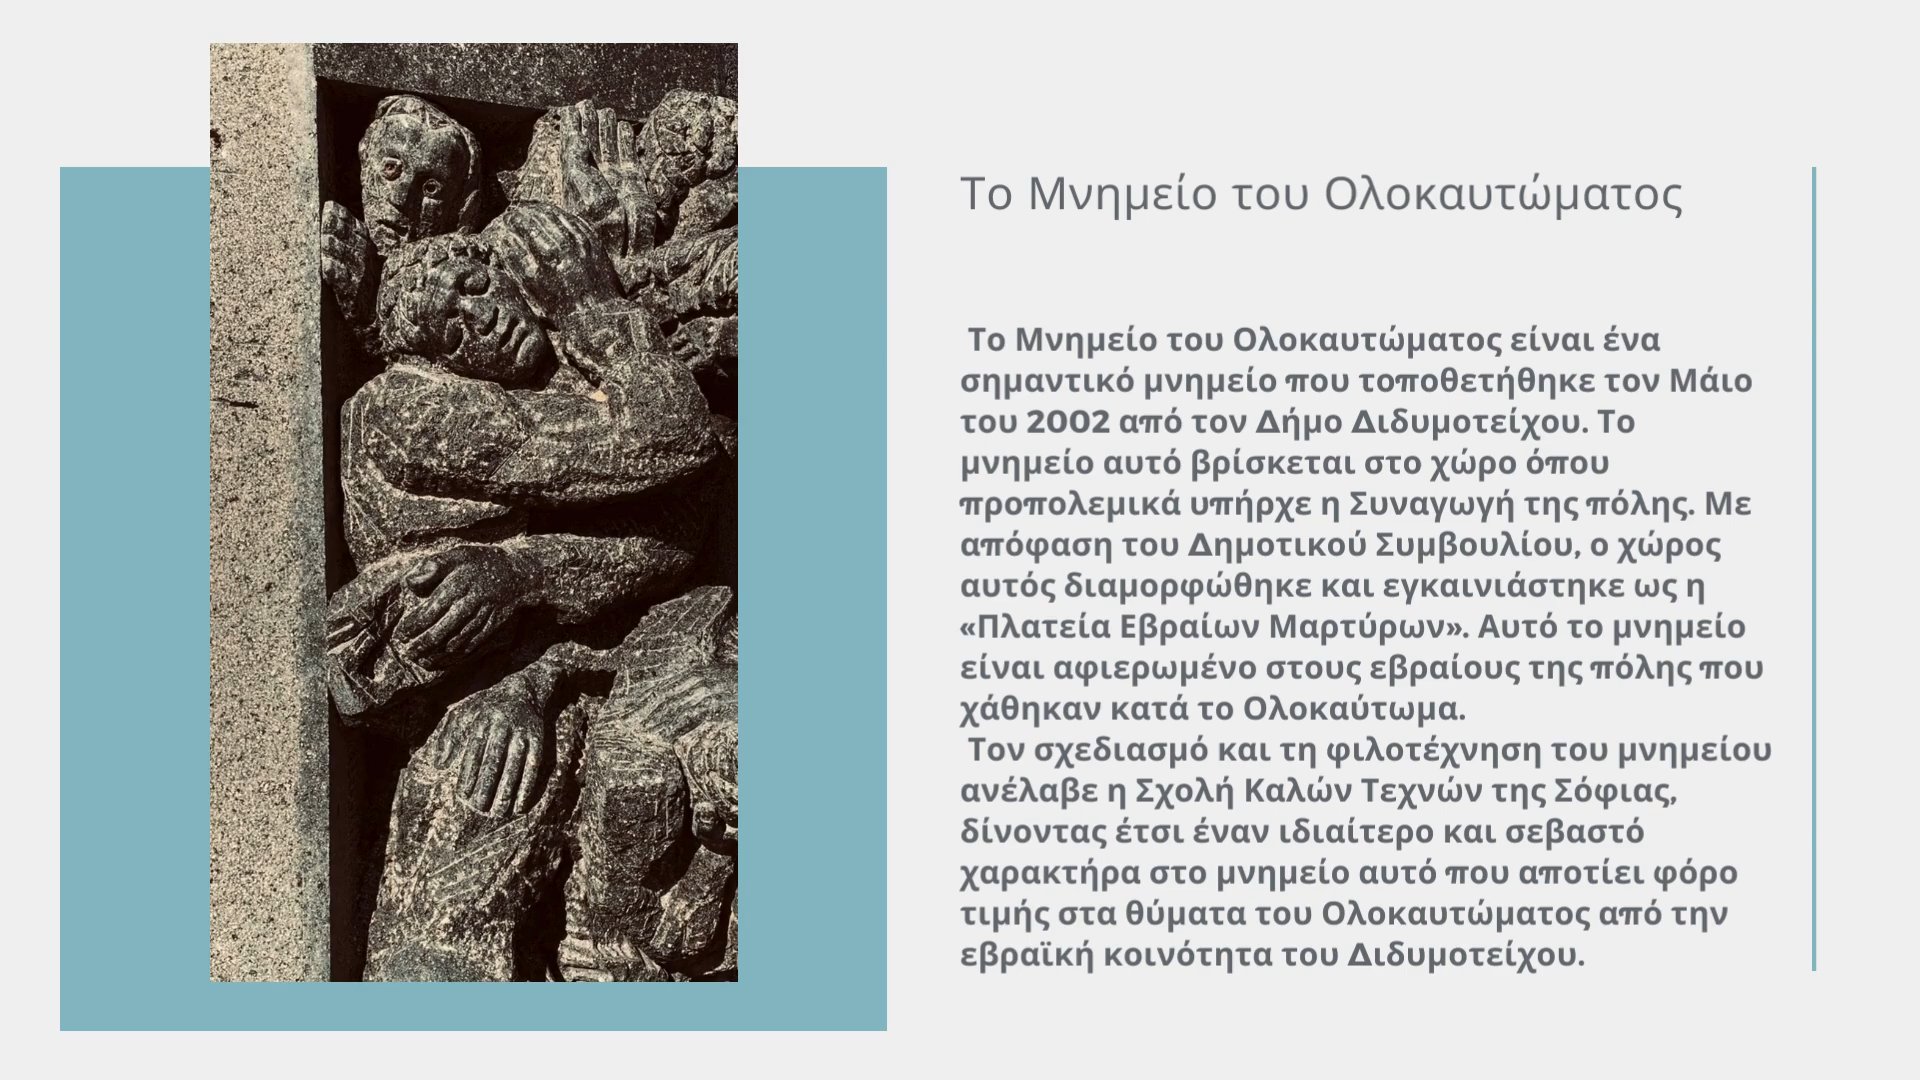 Το Μνημείο του Ολοκαυτώματος
Το Μνημείο του Ολοκαυτώματος είναι ένα
σημαντικό μνημείο που τοποθετήθηκε τον Μάιο
του 2002 από τον Δήμο Διδυμοτείχου. Το
μνημείο αυτό βρίσκεται στο χώρο όπου
προπολεμικά υπήρχε η Συναγωγή της πόλης. Με
απόφαση του Δημοτικού Συμβουλίου, ο χώρος
αυτός διαμορφώθηκε και εγκαινιάστηκε ως η
«Πλατεία Εβραίων Μαρτύρων». Αυτό το μνημείο
είναι αφιερωμένο στους εβραίους της πόλης που
χάθηκαν κατά το Ολοκαύτωμα.
Τον σχεδιασμό και τη φιλοτέχνηση του μνημείου
ανέλαβε η Σχολή Καλών Τεχνών της Σόφιας,
δίνοντας έτσι έναν ιδιαίτερο και σεβαστό
χαρακτήρα στο μνημείο αυτό που αποτίει φόρο
τιμής στα θύματα του Ολοκαυτώματος από την
εβραϊκή κοινότητα του Διδυμοτείχου.